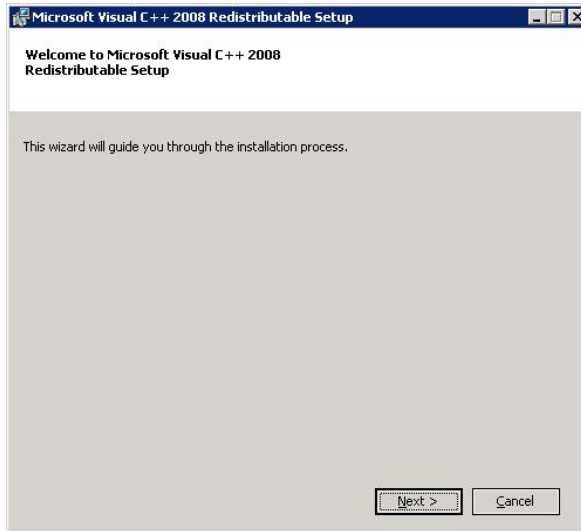 Microsoft Visual C++ 2008 Redistributable Setup
Welcome to Microsoft Visual C++ 2008
Redistributable Setup
This wizard will guide you through the installation process.
Next > Cancel